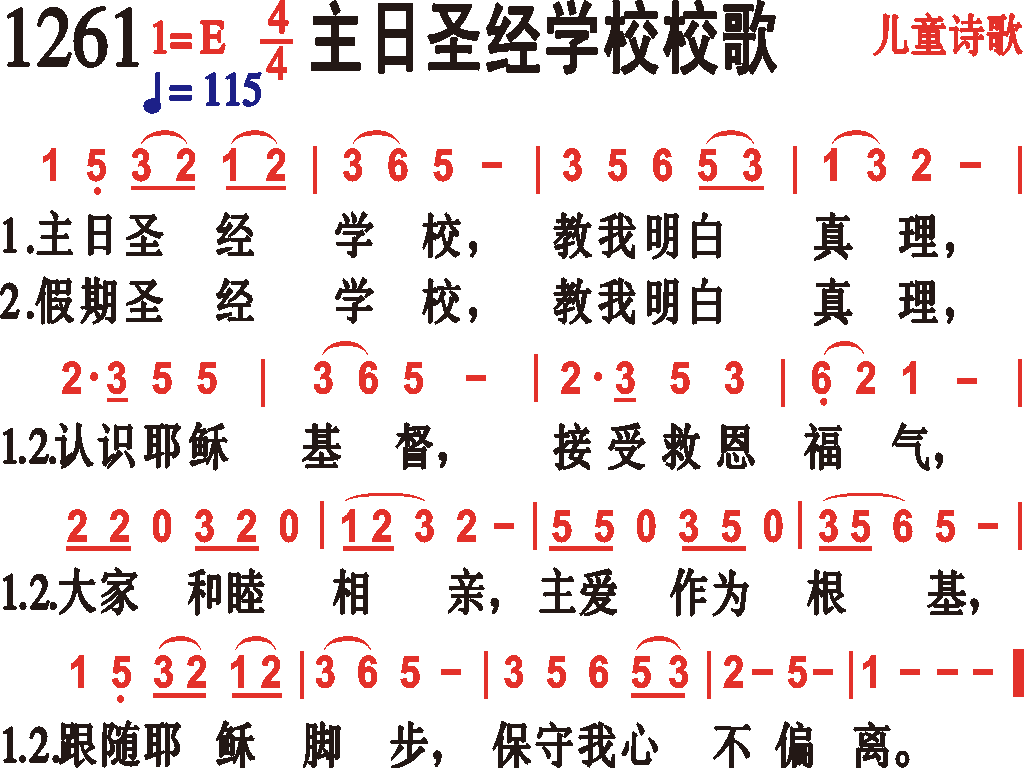 1261 1=E 4/4 主日圣经学校校歌 儿童诗歌
♩=115
1 5̣ 3 2 1 2 | 3 6 5 - | 3 5 6 5 3 | 1 3 2 - |
1.主日圣 经 学 校， 教我明白 真 理，
2.假期圣 经 学 校， 教我明白 真 理，
2·3 5 5 | 3 6 5 - | 2·3 5 3 | 6̣ 2 1 - |
1.2.认识耶稣 基 督， 接受救恩 福 气，
2 2 0 3 2 0 | 1 2 3 2 - | 5 5 0 3 5 0 | 3 5 6 5 - |
1.2.大家 和睦 相 亲，主爱 作为 根 基，
1 5̣ 3 2 1 2 | 3 6 5 - | 3 5 6 5 3 | 2 - 5 - | 1 - - -
1.2.跟随耶 稣 脚 步， 保守我心 不 偏 离。